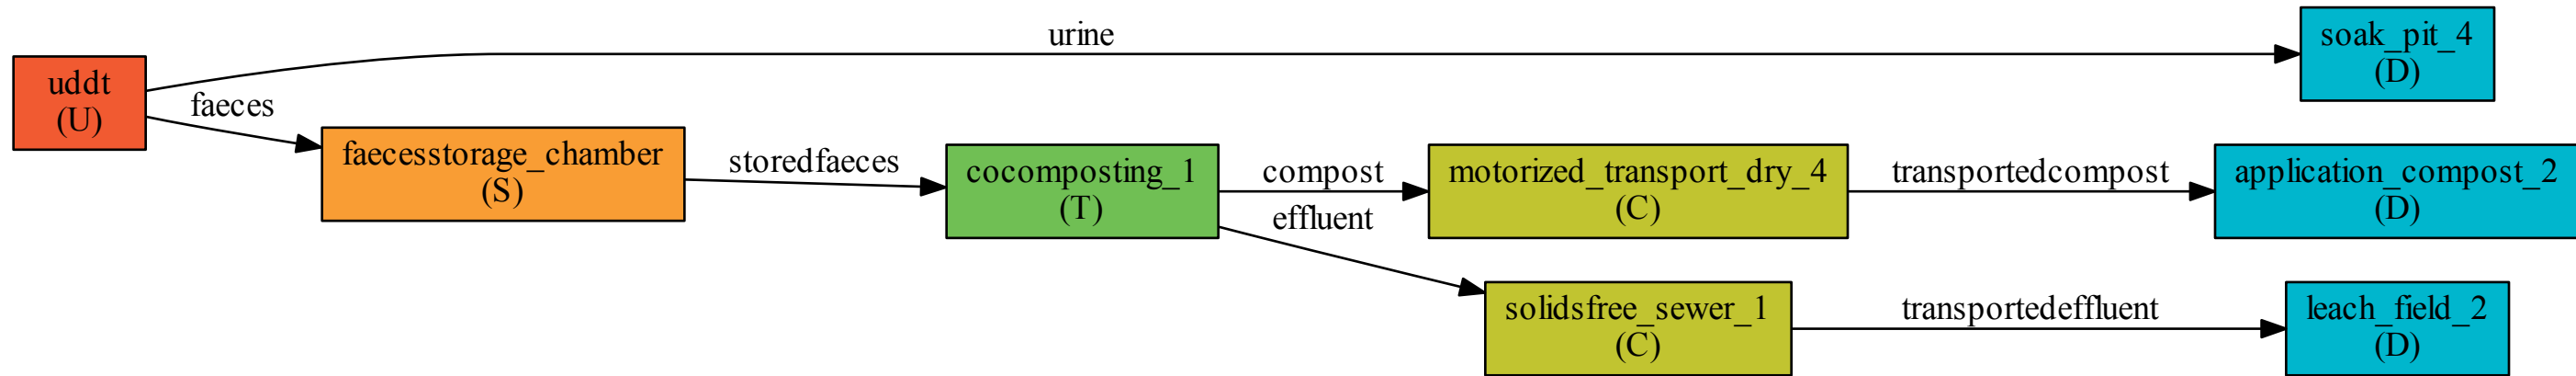 urine
soak_pit_4
(D)
uddt
(U)
faeces
faecesstorage_chamber
(S)
storedfaeces
cocomposting_1
(T)
compost
effluent
motorized_transport_dry_4
(C)
transportedcompost
application_compost_2
(D)
solidsfree_sewer_1
(C)
transportedeffluent
leach_field_2
(D)